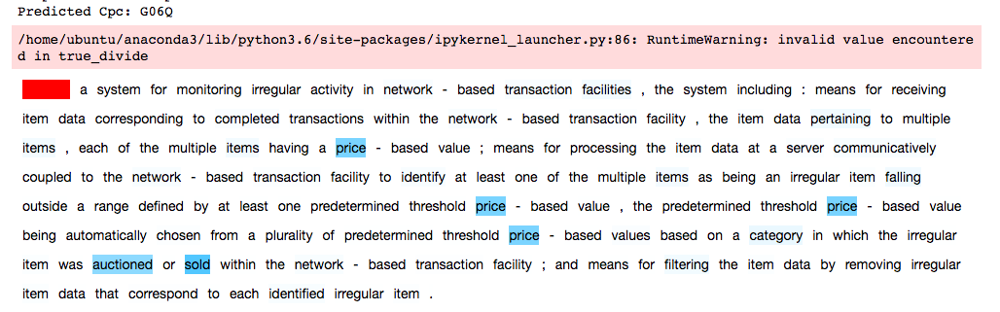 Predicted Cpc: G06Q
/home/ubuntu/anaconda3/lib/python3.6/site-packages/ipykernel_launcher.py:86: RuntimeWarning: invalid value encountere
d in true_divide
a system for monitoring irregular activity in network - based transaction facilities , the system including : means for receiving
item data corresponding to completed transactions within the network - based transaction facility , the item data pertaining to multiple
items , each of the multiple items having a price - based value ; means for processing the item data at a server communicatively
coupled to the network - based transaction facility to identify at least one of the multiple items as being an irregular item falling
outside a range defined by at least one predetermined threshold price - based value , the predetermined threshold price - based value
being automatically chosen from a plurality of predetermined threshold price - based values based on a category in which the irregular
item was auctioned or sold within the network - based transaction facility ; and means for filtering the item data by removing irregular
item data that correspond to each identified irregular item .